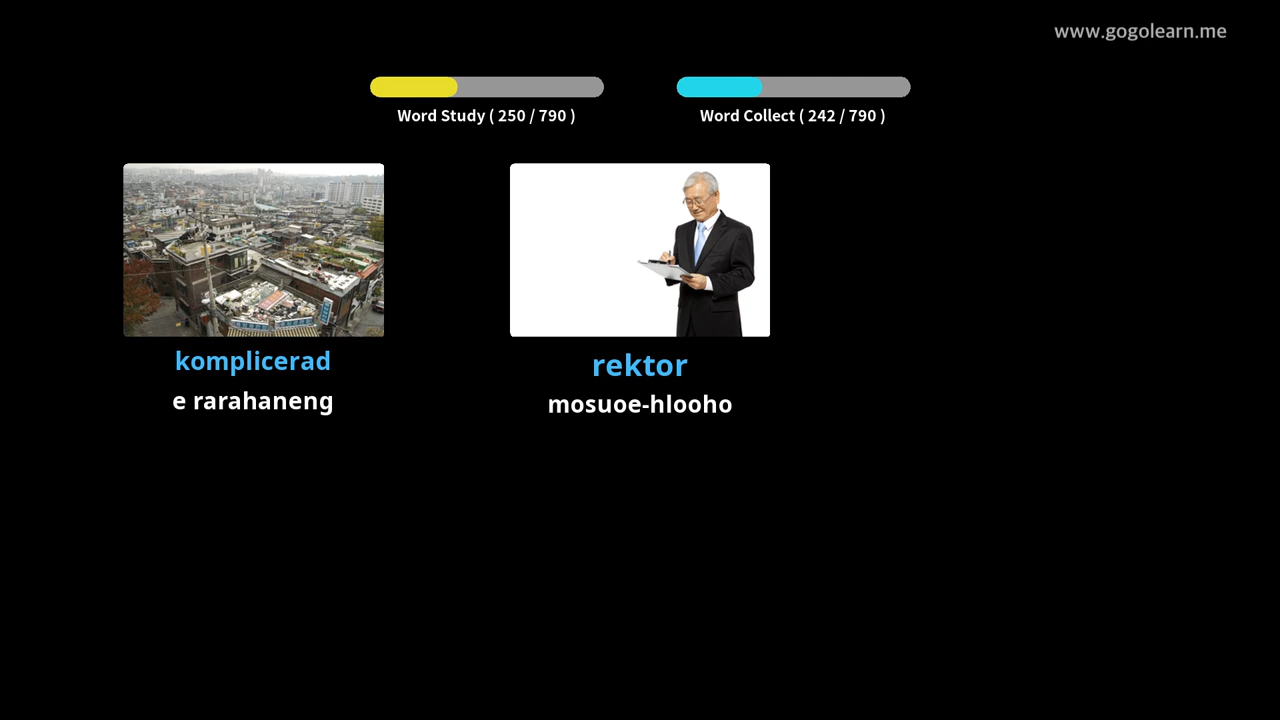 www.gogolearn.me
Word Study ( 250 / 790 )
Word Collect ( 242 / 790 )
komplicerad
e rarahaneng
rektor
mosuoe-hlooho